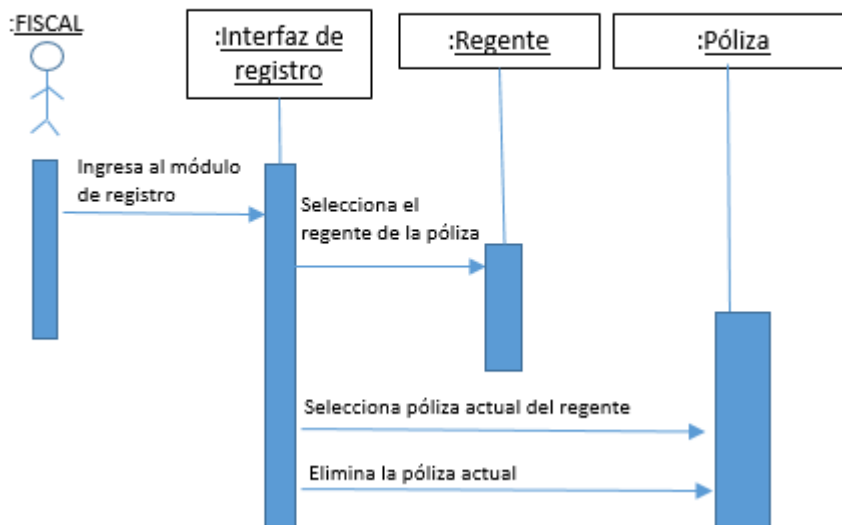 :FISCAL
:Interfaz de
registro
:Regente
:Póliza
Ingresa al módulo
de registro
Selecciona el
regente de la póliza
Selecciona póliza actual del regente
Elimina la póliza actual